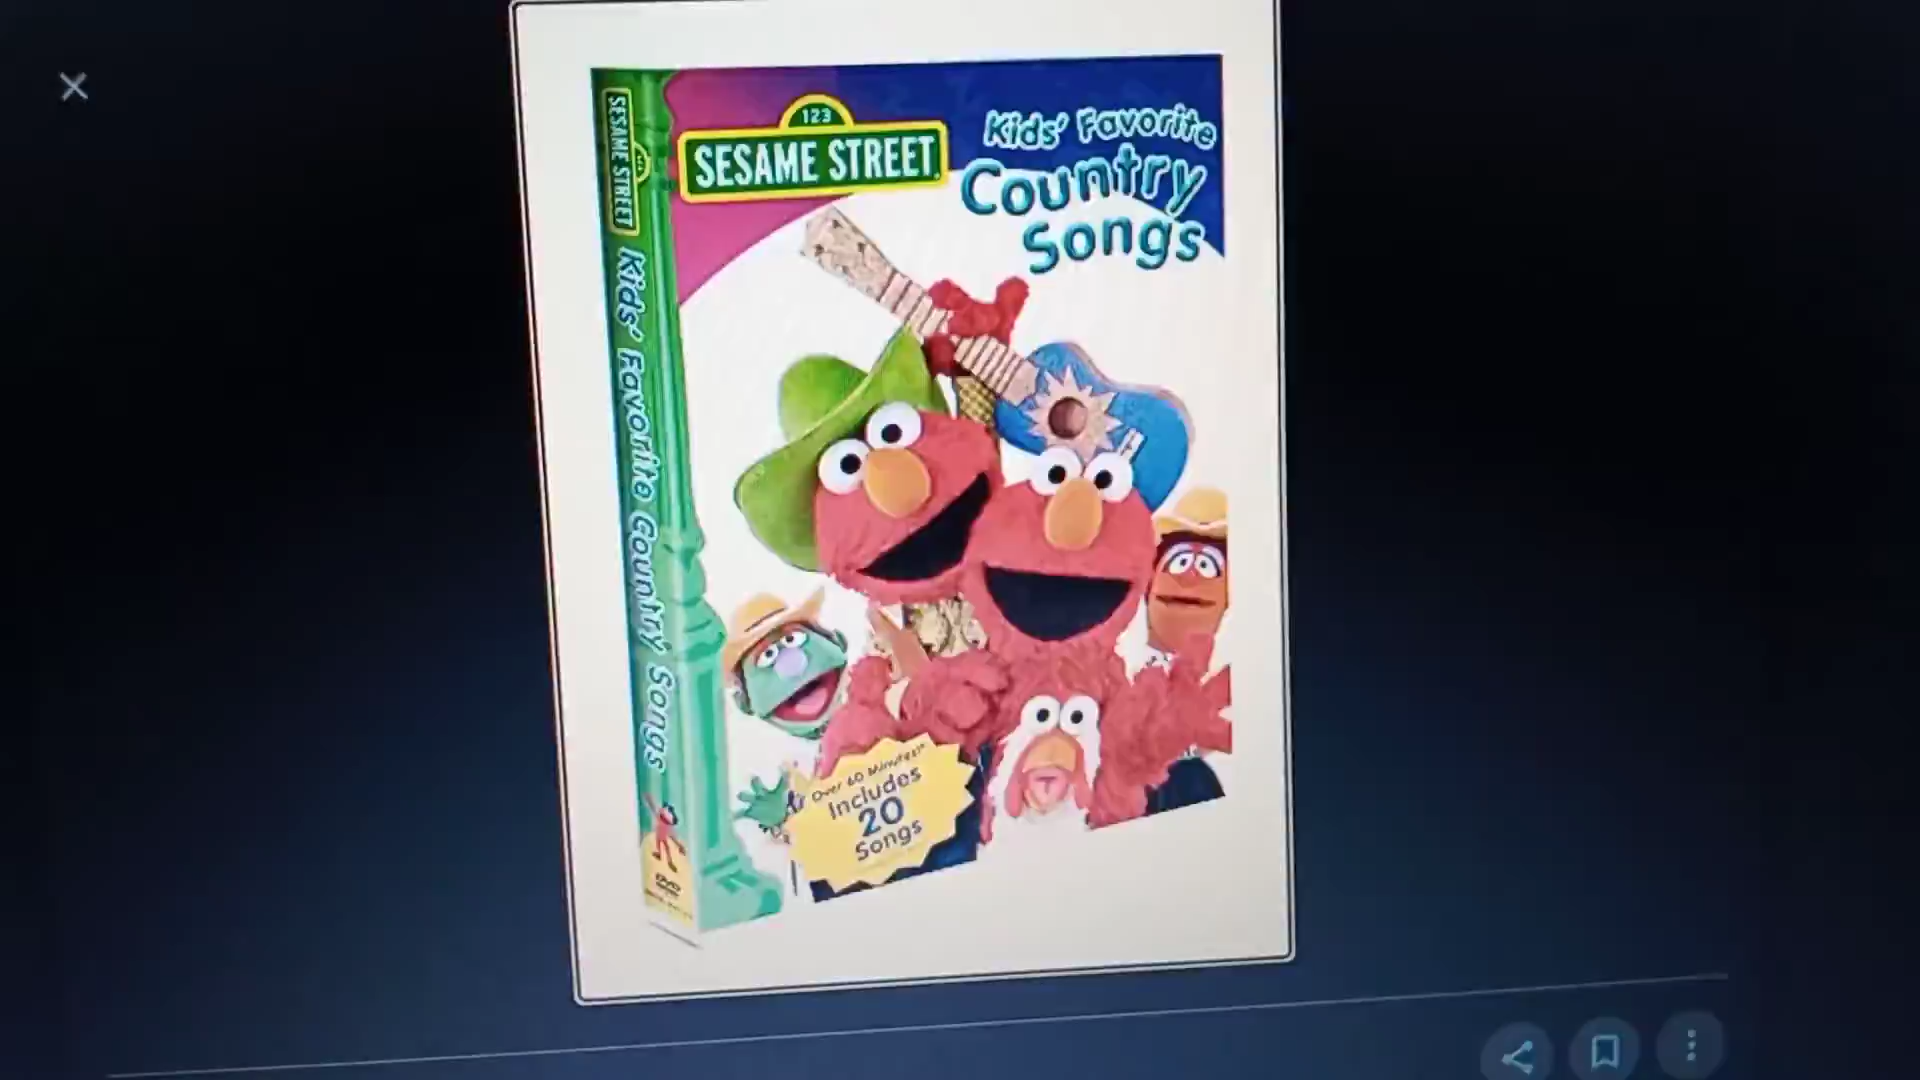 123
SESAME STREET
Kids' Favorite
Country
Songs
SESAME STREET
Kids' Favorite Country Songs
Over 60 Minutes!*
Includes
20
Songs
DVD